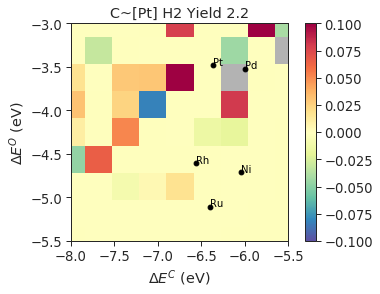 C~[Pt] H2 Yield 2.2
ΔE^O (eV)
−3.0
−3.5
−4.0
−4.5
−5.0
−5.5
Pt
Pd
Rh
Ni
Ru
−8.0 −7.5 −7.0 −6.5 −6.0 −5.5
ΔE^C (eV)
0.100
0.075
0.050
0.025
0.000
−0.025
−0.050
−0.075
−0.100